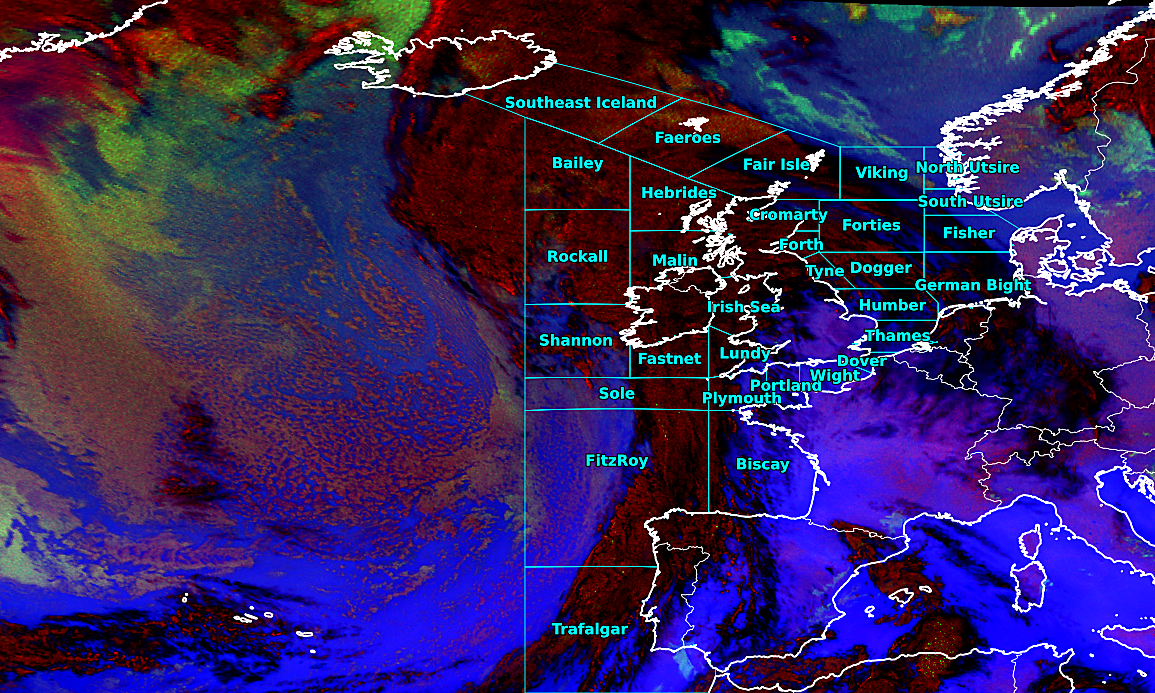 Southeast Iceland
Faeroes
Bailey
Fair Isle
North Utsire
Viking
Hebrides
South Utsire
Cromarty
Forties
Fisher
Forth
Rockall
Malin
Tyne
Dogger
German Bight
Irish Sea
Humber
Thames
Shannon
Fastnet
Lundy
Dover
Wight
Portland
Sole
Plymouth
FitzRoy
Biscay
Trafalgar